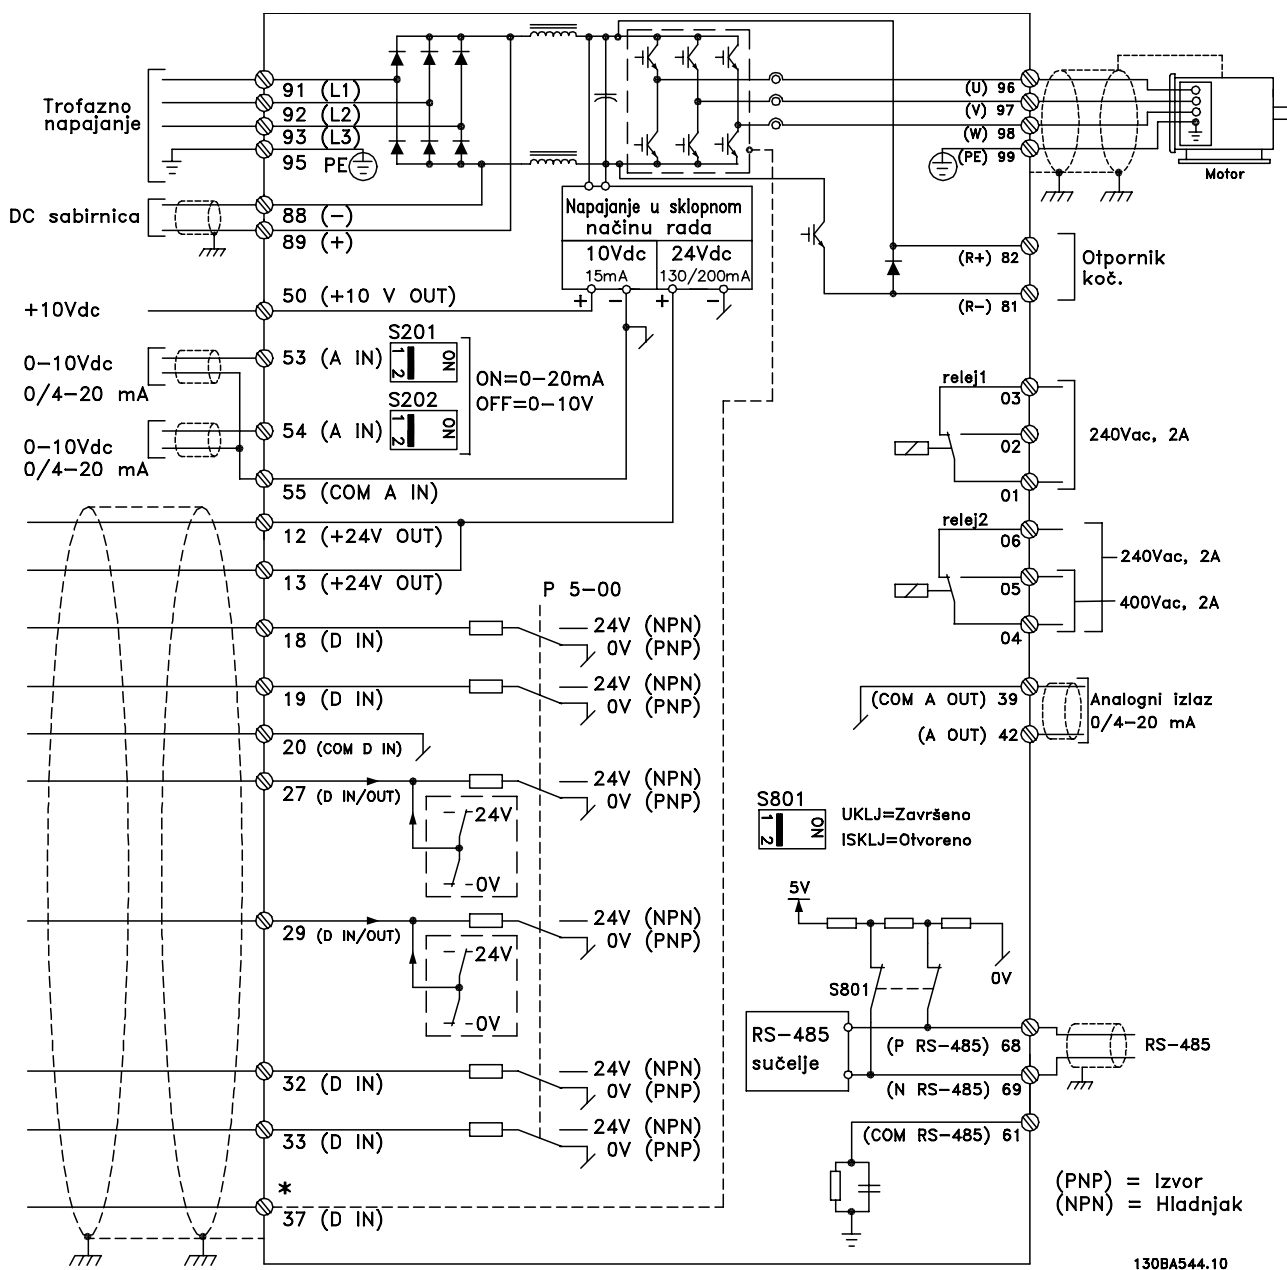 Trofazno
napajanje
91 (L1)
92 (L2)
93 (L3)
95 PE
DC sabirnica
88 (−)
89 (+)
+10Vdc
50 (+10 V OUT)
0−10Vdc
0/4−20 mA
53 (A IN)
S201
1 2
ON
ON=0−20mA
OFF=0−10V
S202
1 2
ON
0−10Vdc
0/4−20 mA
54 (A IN)
55 (COM A IN)
12 (+24V OUT)
13 (+24V OUT)
P 5-00
18 (D IN)
24V (NPN)
0V (PNP)
19 (D IN)
24V (NPN)
0V (PNP)
20 (COM D IN)
27 (D IN/OUT)
24V (NPN)
0V (PNP)
24V
0V
29 (D IN/OUT)
24V (NPN)
0V (PNP)
24V
0V
32 (D IN)
24V (NPN)
0V (PNP)
33 (D IN)
24V (NPN)
0V (PNP)
*
37 (D IN)
Napajanje u sklopnom
načinu rada
10Vdc
15mA
24Vdc
130/200mA
+ − + −
(U) 96
(V) 97
(W) 98
(PE) 99
Motor
(R+) 82
(R−) 81
Otpornik
koč.
relej1
03
02
01
240Vac, 2A
relej2
06
05
04
240Vac, 2A
400Vac, 2A
(COM A OUT) 39
(A OUT) 42
Analogni izlaz
0/4−20 mA
S801
1 2
ON
UKLJ=Završeno
ISKLJ=Otvoreno
5V
0V
S801
RS-485
sučelje
(P RS-485) 68
(N RS-485) 69
RS-485
(COM RS-485) 61
(PNP) = Izvor
(NPN) = Hladnjak
130BA544.10